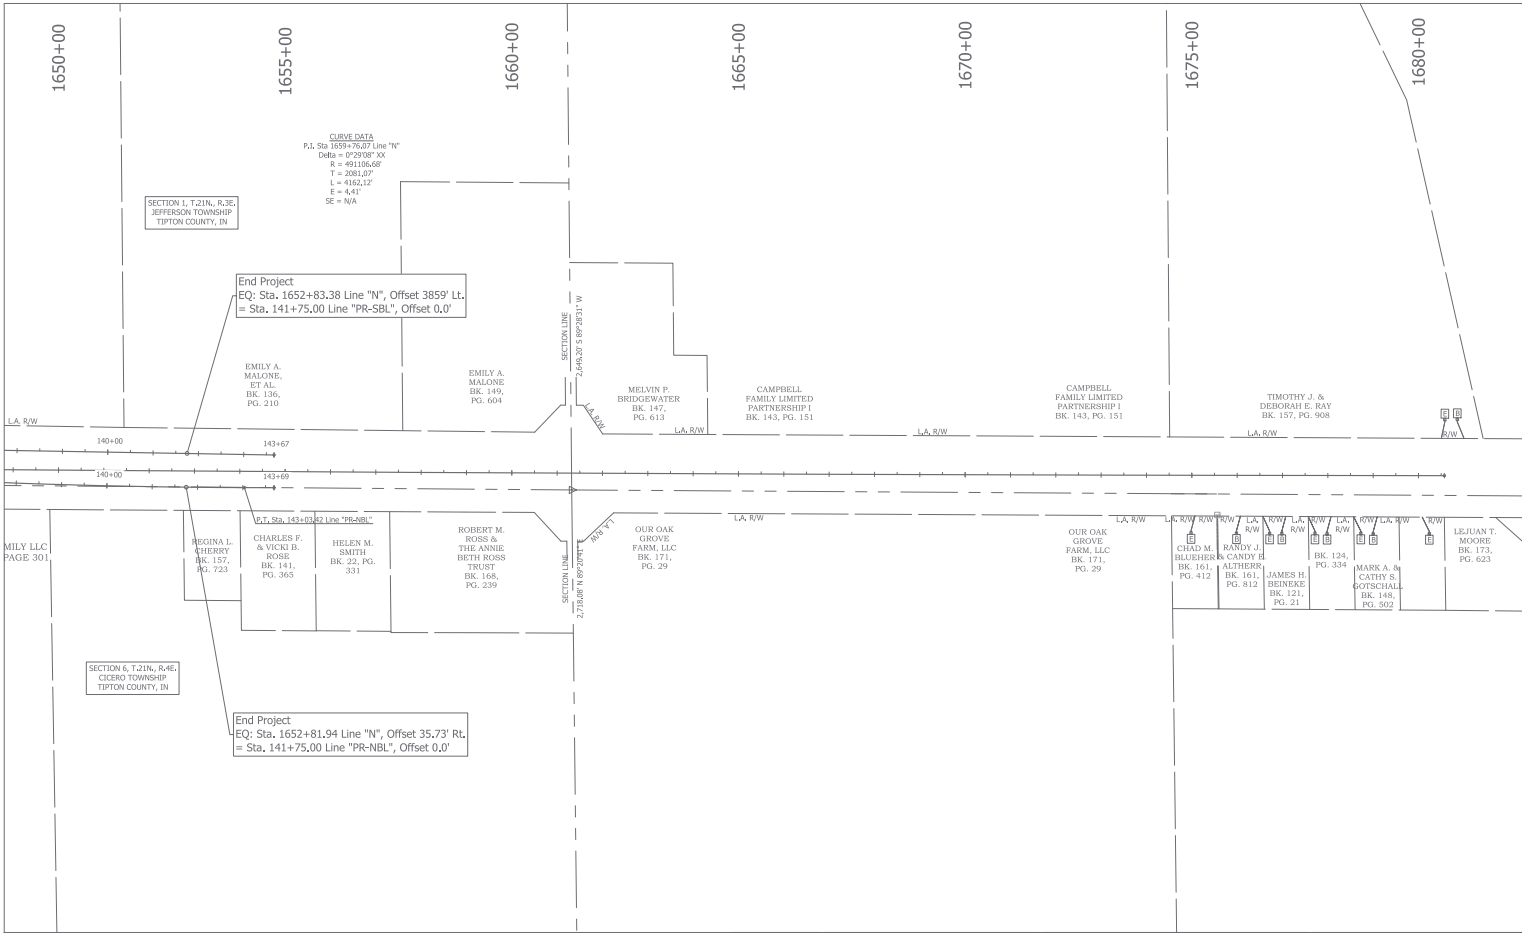 1650+00
1655+00
1660+00
1665+00
1670+00
1675+00
1680+00
CURVE DATA
P.I. Sta 1659+76.07 Line "N"
Delta = 0°29'08" XX
R = 491106.68'
T = 2081.07'
L = 4162.12'
E = 4.41'
SE = N/A
SECTION 1, T.21N., R.3E.
JEFFERSON TOWNSHIP
TIPTON COUNTY, IN
End Project
EQ: Sta. 1652+83.38 Line "N", Offset 3859' Lt.
= Sta. 141+75.00 Line "PR-SBL", Offset 0.0'
SECTION LINE
2,649.20' S 89°28'31" W
EMILY A.
MALONE,
ET AL.
BK. 136,
PG. 210
EMILY A.
MALONE
BK. 149,
PG. 604
MELVIN P.
BRIDGEWATER
BK. 147,
PG. 613
CAMPBELL
FAMILY LIMITED
PARTNERSHIP I
BK. 143, PG. 151
CAMPBELL
FAMILY LIMITED
PARTNERSHIP I
BK. 143, PG. 151
TIMOTHY J. &
DEBORAH E. RAY
BK. 157, PG. 908
E
B
L.A. R/W
L.A. R/W
L.A. R/W
L.A. R/W
L.A. R/W
R/W
140+00
143+67
140+00
143+69
P.T. Sta. 143+03.42 Line "PR-NBL"
L.A. R/W
L.A. R/W
L.A. R/W
L.A. R/W
R/W
L.A. R/W
L.A. R/W
L.A. R/W
L.A. R/W
R/W
MILY LLC
PAGE 301
REGINA L.
CHERRY
BK. 157,
PG. 723
CHARLES F.
& VICKI B.
ROSE
BK. 141,
PG. 365
HELEN M.
SMITH
BK. 22, PG.
331
ROBERT M.
ROSS &
THE ANNIE
BETH ROSS
TRUST
BK. 168,
PG. 239
SECTION LINE
2,718.08' N 89°20'41" E
OUR OAK
GROVE
FARM, LLC
BK. 171,
PG. 29
OUR OAK
GROVE
FARM, LLC
BK. 171,
PG. 29
E
B
E
B
E
B
E
B
E
CHAD M.
BLUEHER
BK. 161,
PG. 412
RANDY J.
& CANDY E.
ALTHERR
BK. 161,
PG. 812
JAMES H.
BEINEKE
BK. 121,
PG. 21
BK. 124,
PG. 334
MARK A. &
CATHY S.
GOTSCHALL
BK. 148,
PG. 502
LEJUAN T.
MOORE
BK. 173,
PG. 623
SECTION 6, T.21N., R.4E.
CICERO TOWNSHIP
TIPTON COUNTY, IN
End Project
EQ: Sta. 1652+81.94 Line "N", Offset 35.73' Rt.
= Sta. 141+75.00 Line "PR-NBL", Offset 0.0'